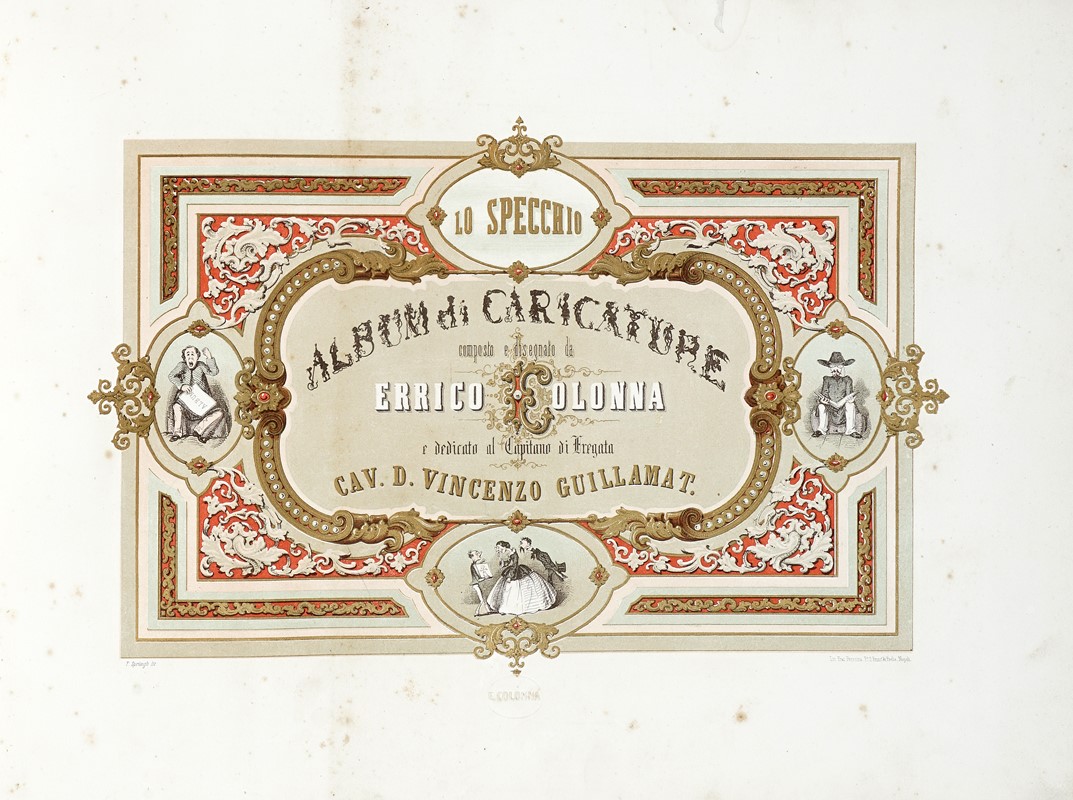 LO SPECCHIO
ALBUM di CARICATURE
composto e disegnato da
ERRICO COLONNA
e dedicato al Capitano di Fregata
CAV. D. VINCENZO GUILLAMAT.
E. COLONNA